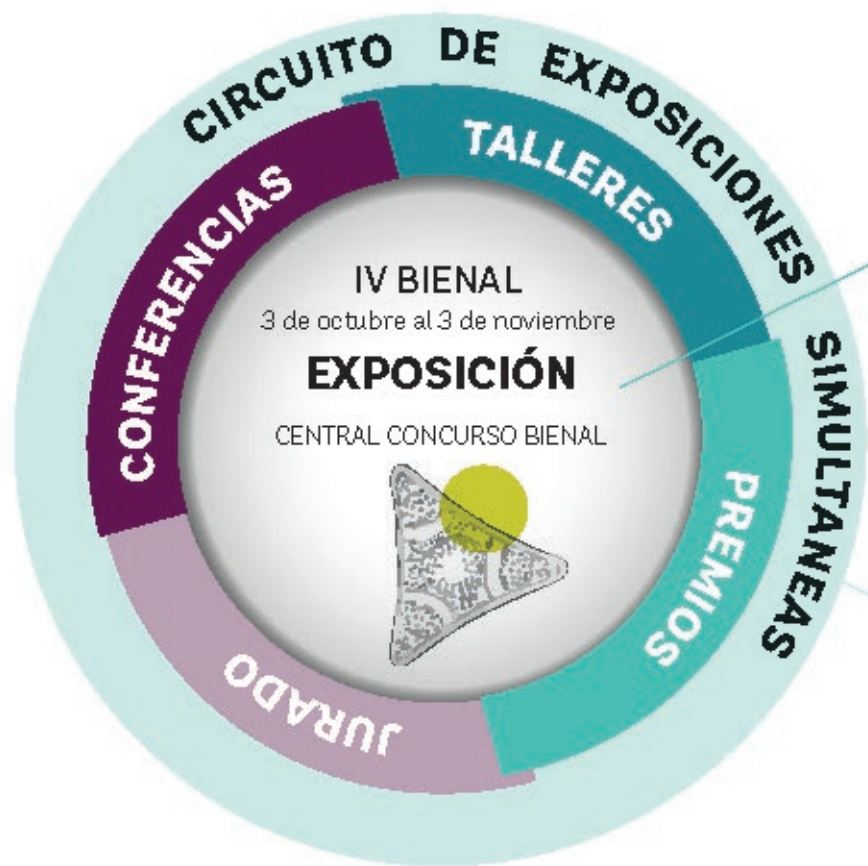 CIRCUITO DE EXPOSICIONES SIMULTANEAS
CONFERENCIAS
TALLERES
PREMIOS
JURADO
IV BIENAL
3 de octubre al 3 de noviembre
EXPOSICIÓN
CENTRAL CONCURSO BIENAL